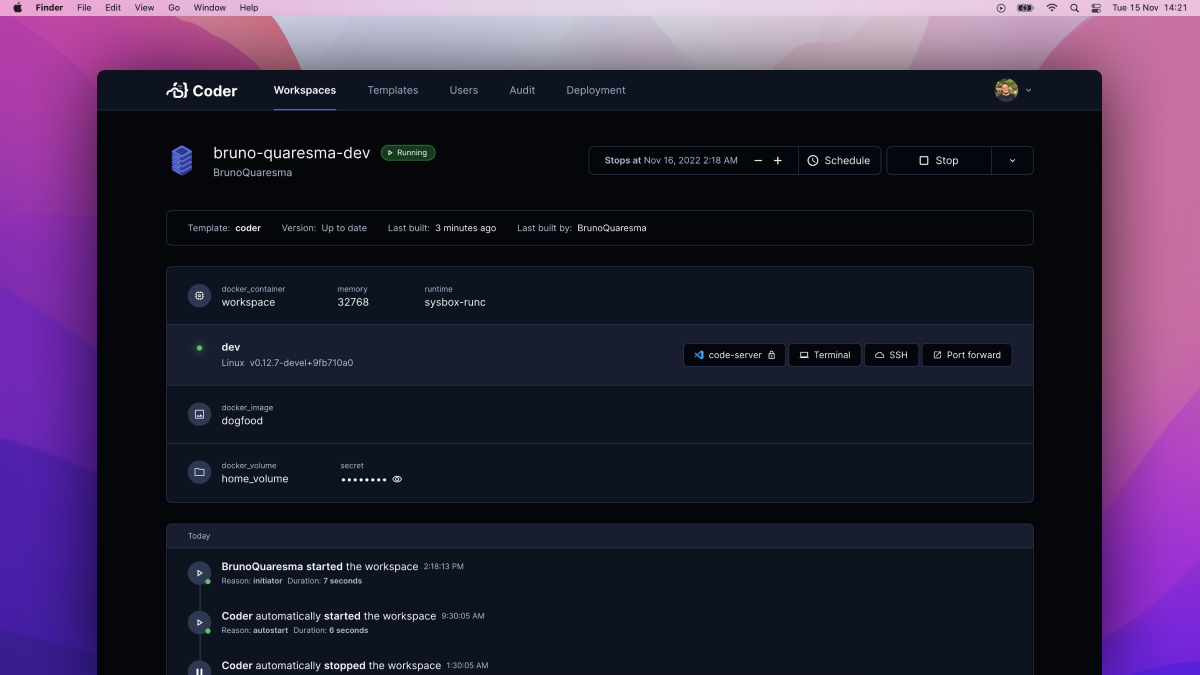 Finder File Edit View Go Window Help Tue 15 Nov 14:21
Coder Workspaces Templates Users Audit Deployment
bruno-quaresma-dev Running
BrunoQuaresma
Stops at Nov 16, 2022 2:18 AM Schedule Stop
Template: coder Version: Up to date Last built: 3 minutes ago Last built by: BrunoQuaresma
docker_container memory runtime
workspace 32768 sysbox-runc
dev
Linux v0.12.7-devel+9fb710a0
code-server Terminal SSH Port forward
docker_image
dogfood
docker_volume secret
home_volume ••••••••
Today
BrunoQuaresma started the workspace 2:18:13 PM
Reason: initiator Duration: 7 seconds
Coder automatically started the workspace 9:30:05 AM
Reason: autostart Duration: 6 seconds
Coder automatically stopped the workspace 1:30:05 AM